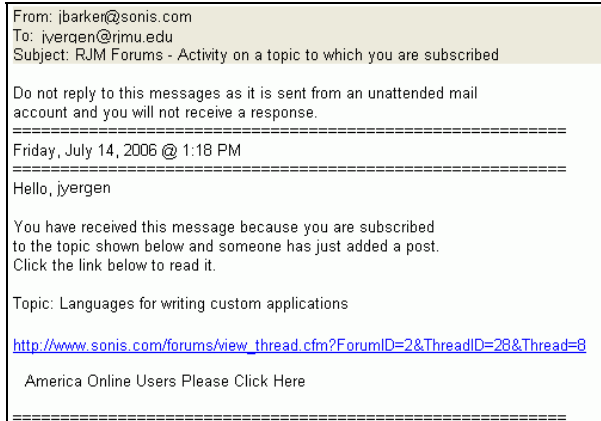 From: jbarker@sonis.com
To: jyergen@rjmu.edu
Subject: RJM Forums - Activity on a topic to which you are subscribed
Do not reply to this messages as it is sent from an unattended mail
account and you will not receive a response.
==========================================================
Friday, July 14, 2006 @ 1:18 PM
==========================================================
Hello, jyergen
You have received this message because you are subscribed
to the topic shown below and someone has just added a post.
Click the link below to read it.
Topic: Languages for writing custom applications
http://www.sonis.com/forums/view_thread.cfm?ForumID=2&ThreadID=28&Thread=8
America Online Users Please Click Here
==========================================================